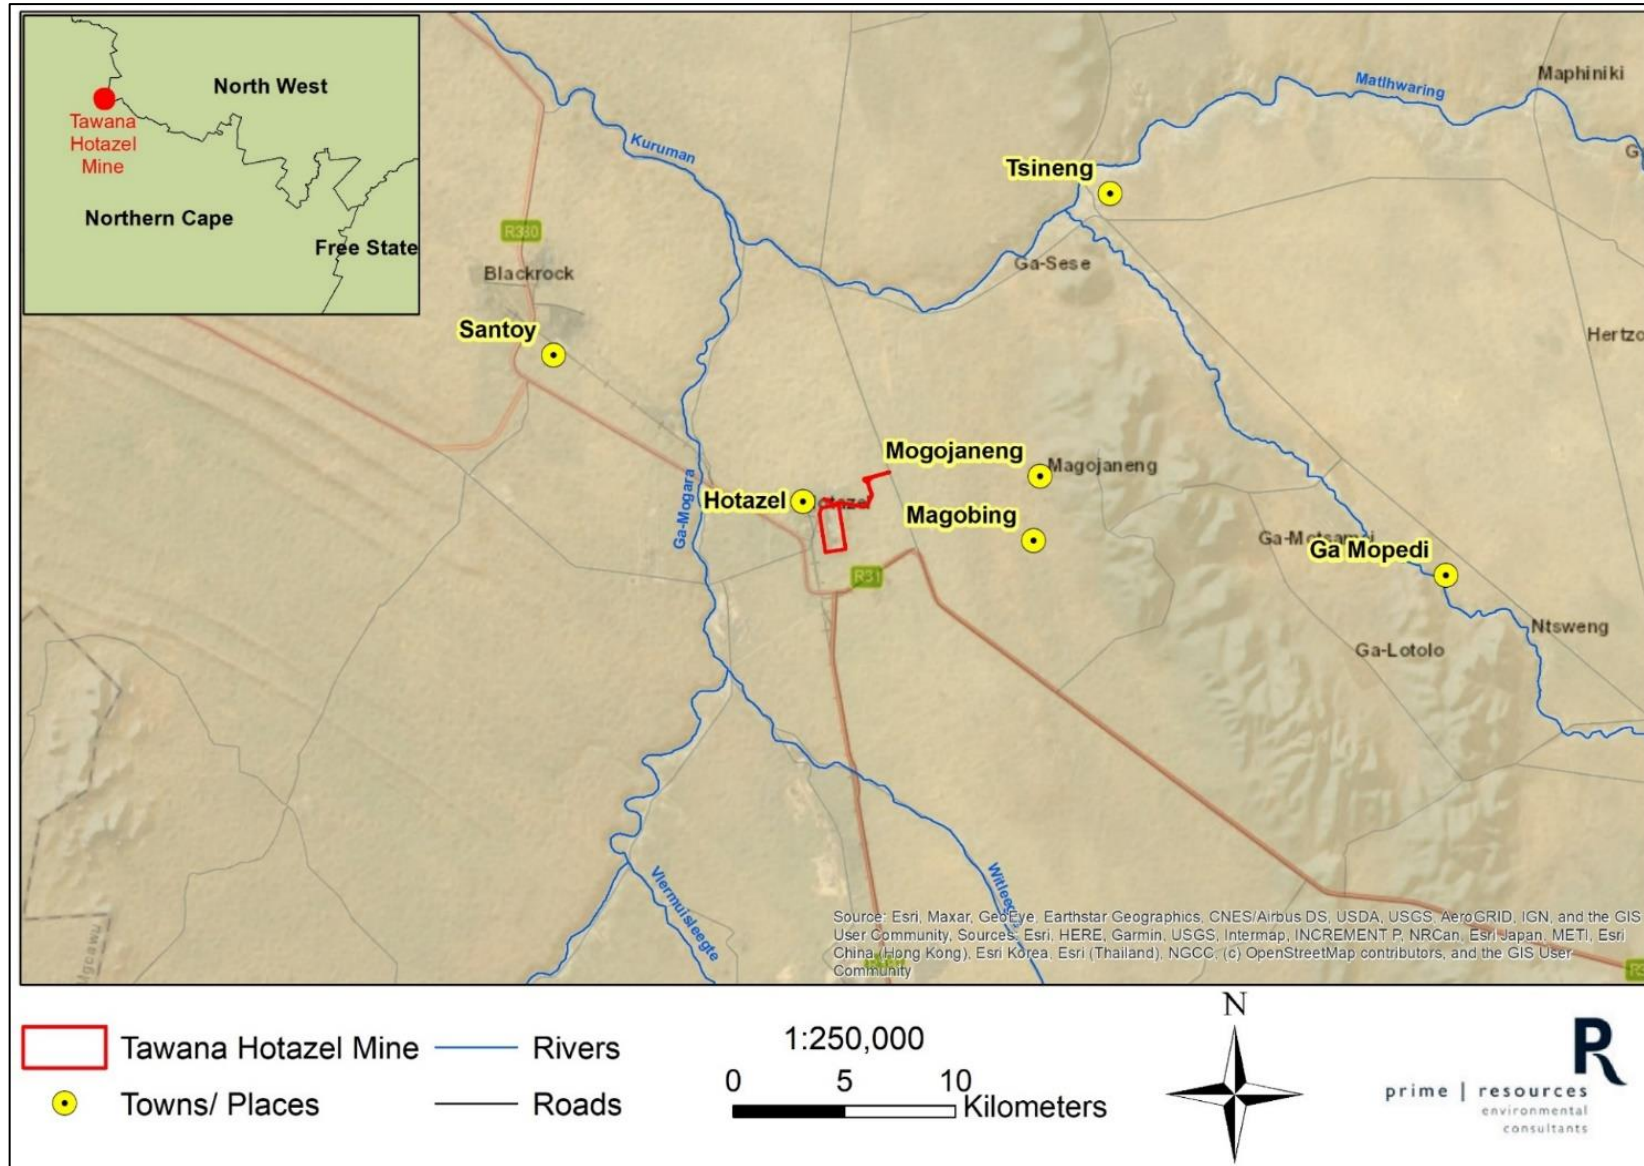 North West
Tawana
Hotazel
Mine
Northern Cape
Free State
Kuruman
Matlhwaring
Maphiniki
Tsineng
R380
Blackrock
Ga-Sese
Santoy
Mogojaneng
Magojaneng
Hotazel
Magobing
Ga-Mogara
Ga Mopedi
R31
Ntsweng
Ga-Lotolo
Vlermuisleegte
Source: Esri, Maxar, GeoEye, Earthstar Geographics, CNES/Airbus DS, USDA, USGS, AeroGRID, IGN, and the GIS
User Community, Sources: Esri, HERE, Garmin, USGS, Intermap, INCREMENT P, NRCan, Esri Japan, METI, Esri
China (Hong Kong), Esri Korea, Esri (Thailand), NGCC, (c) OpenStreetMap contributors, and the GIS User
Community
Tawana Hotazel Mine
Rivers
Towns/ Places
Roads
1:250,000
0 5 10
Kilometers
N
R
prime | resources
environmental
consultants